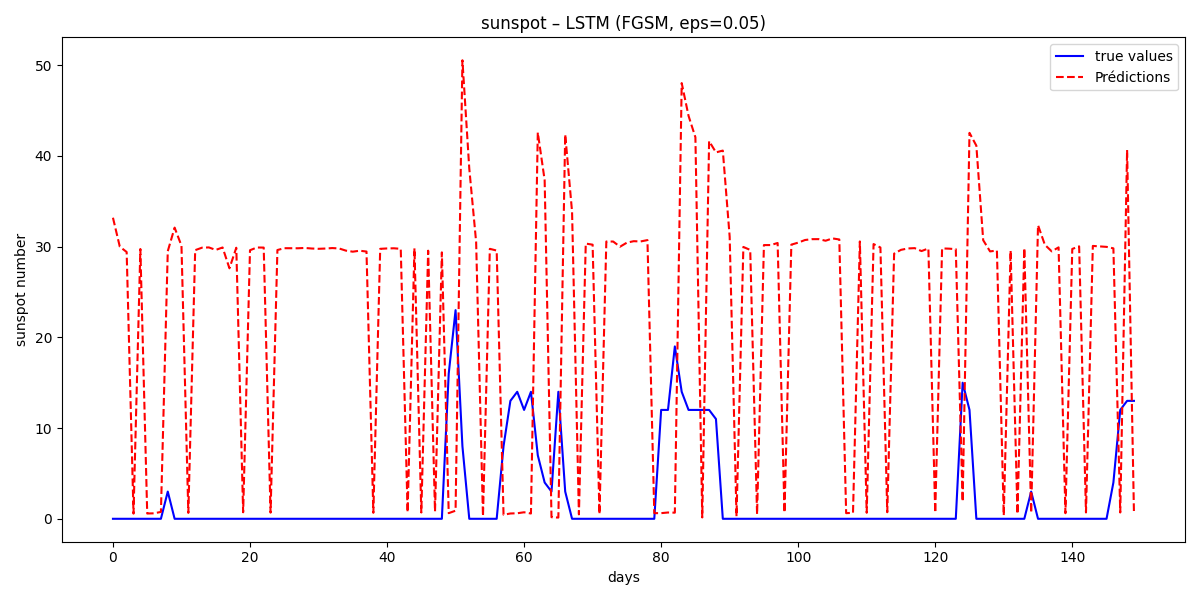 sunspot – LSTM (FGSM, eps=0.05)
true values
Prédictions
sunspot number
50
40
30
20
10
0
0 20 40 60 80 100 120 140
days